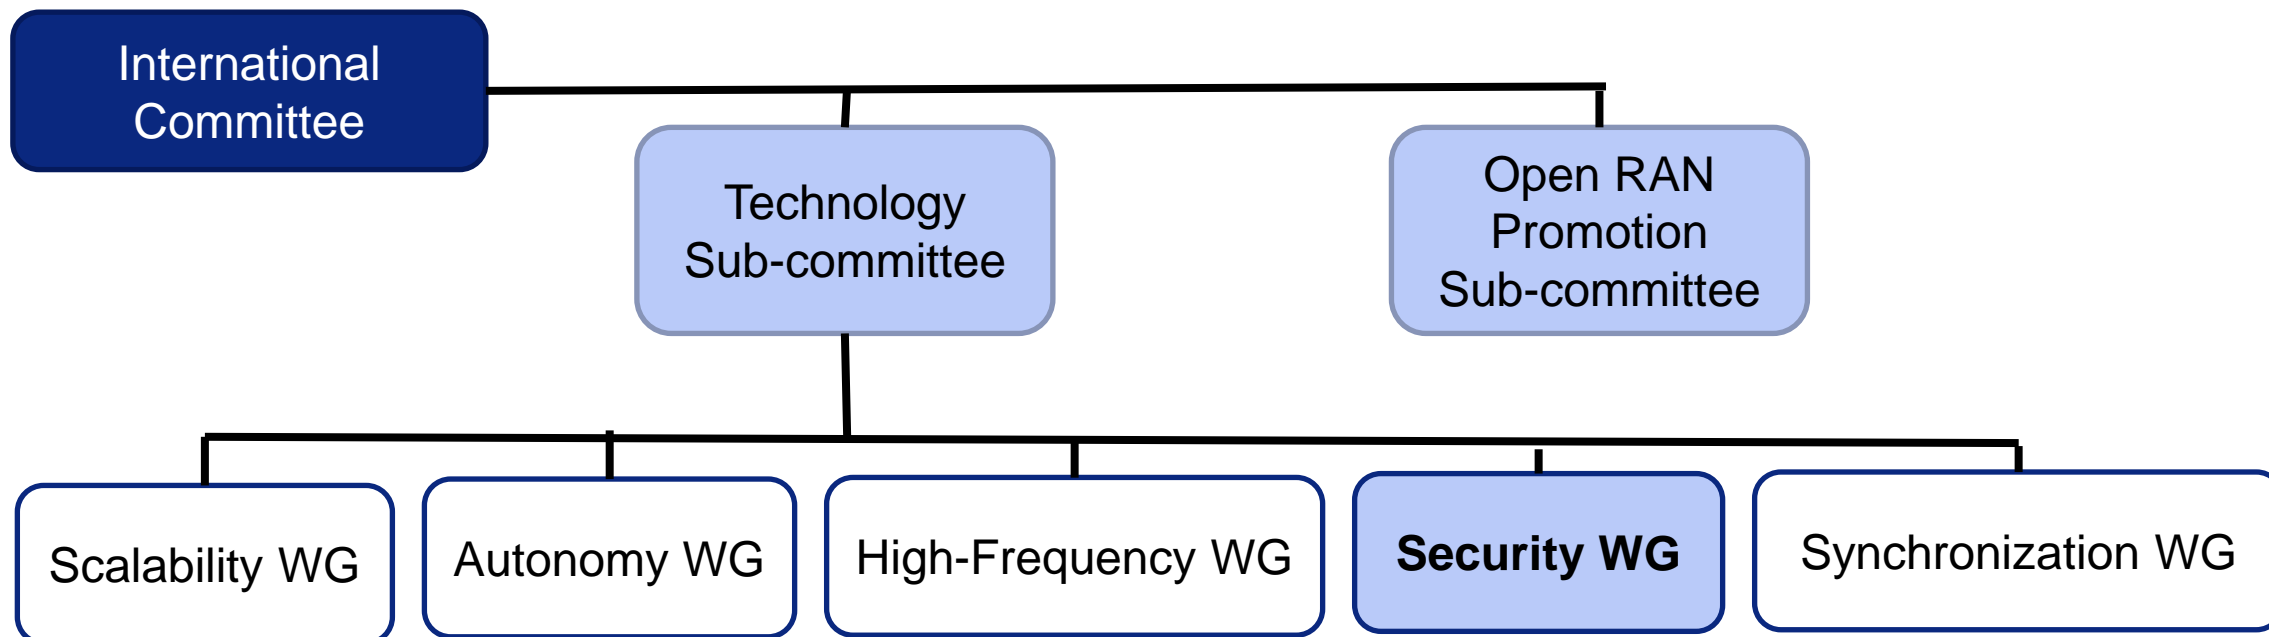 International
Committee
Technology
Sub-committee
Open RAN
Promotion
Sub-committee
Scalability WG
Autonomy WG
High-Frequency WG
Security WG
Synchronization WG